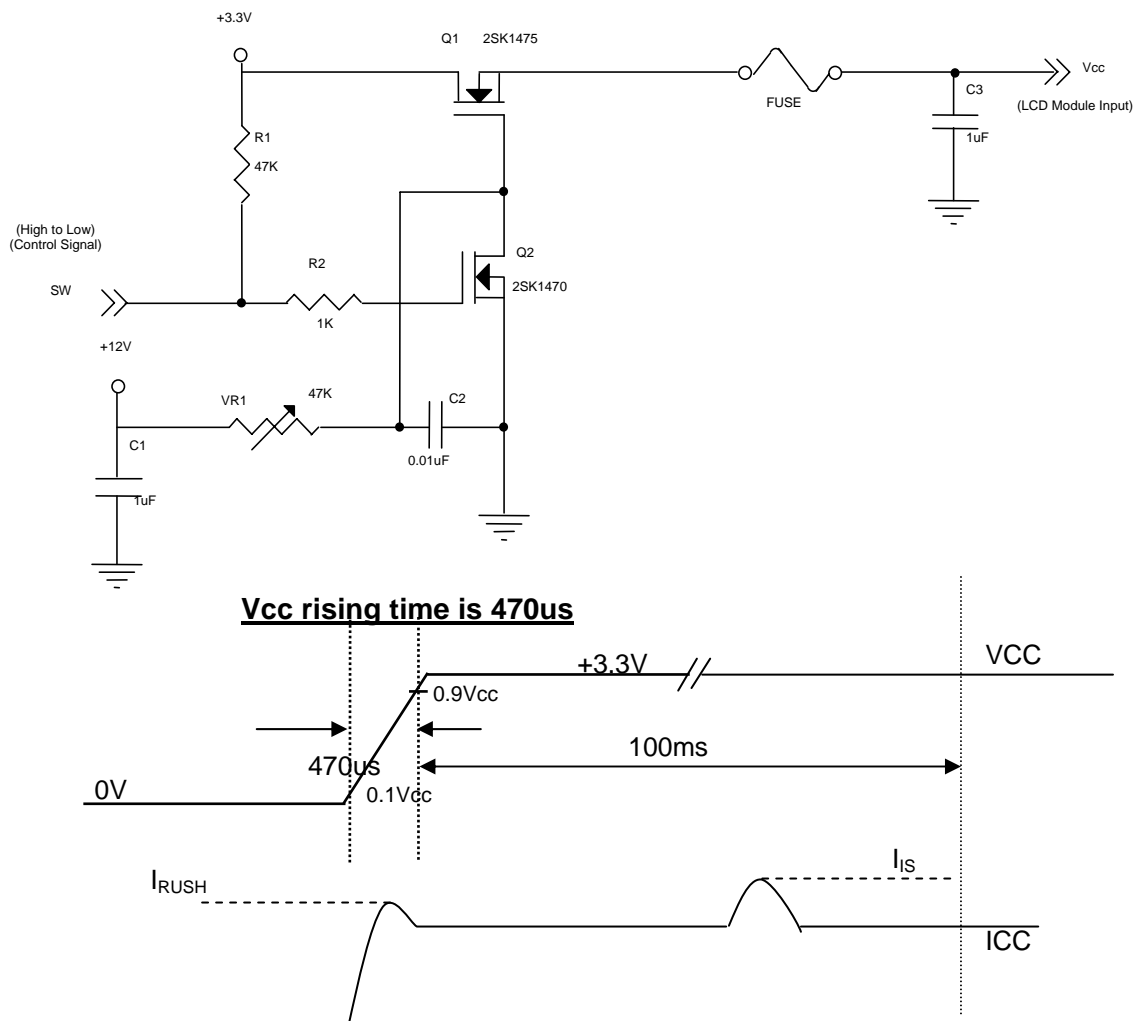 +3.3V
Q1 2SK1475
Vcc
FUSE
C3
(LCD Module Input)
1uF
R1
47K
(High to Low)
(Control Signal)
Q2
R2
SW
2SK1470
1K
+12V
VR1
47K
C2
C1
0.01uF
1uF
Vcc rising time is 470us
+3.3V
VCC
0.9Vcc
100ms
470us
0V
0.1Vcc
IRUSH
IIS
ICC